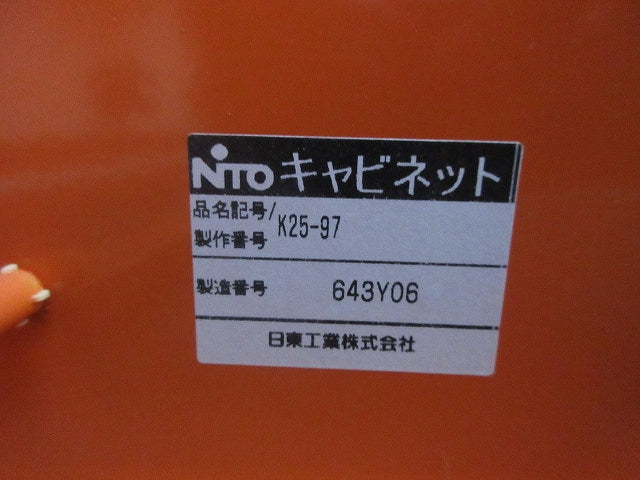 NITO キャビネット
品名記号/
製作番号 K25-97
製造番号 643Y06
日東工業株式会社